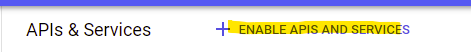 APIs & Services
+ ENABLE APIS AND SERVICES